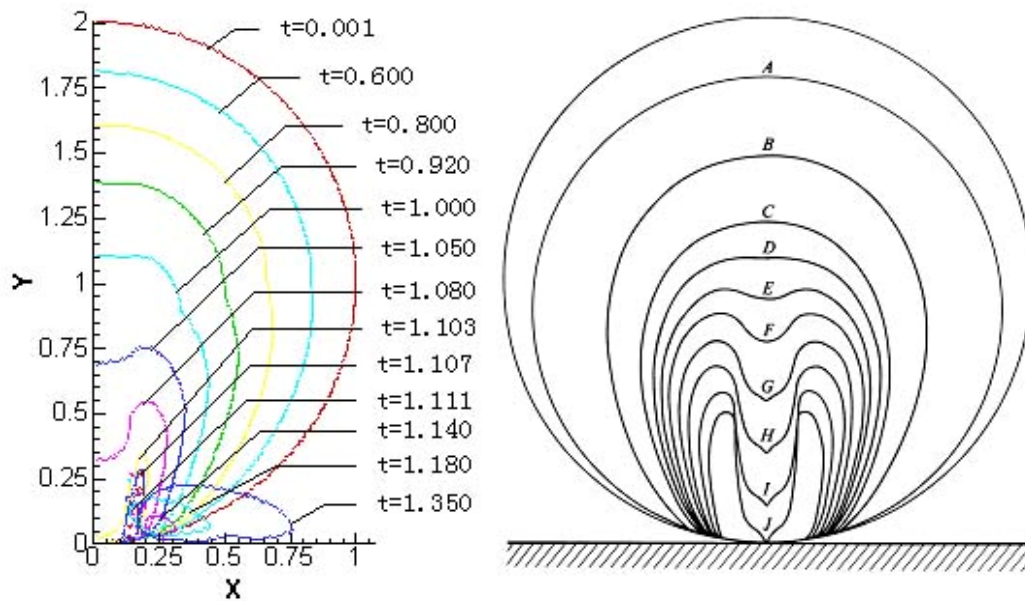 2
1.75
1.5
1.25
1
0.75
0.5
0.25
0
Y
0 0.25 0.5 0.75 1
X
t=0.001
t=0.600
t=0.800
t=0.920
t=1.000
t=1.050
t=1.080
t=1.103
t=1.107
t=1.111
t=1.140
t=1.180
t=1.350
A
B
C
D
E
F
G
H
I
J